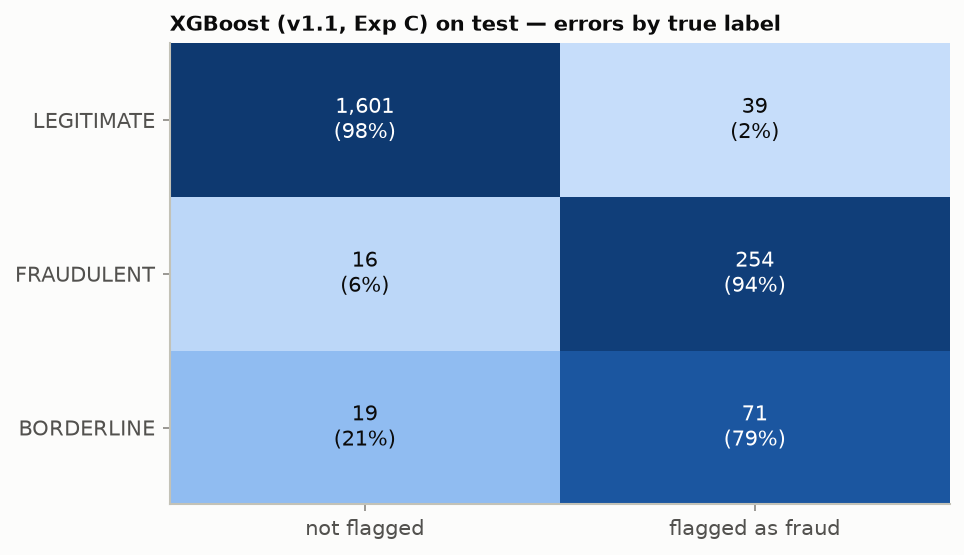 XGBoost (v1.1, Exp C) on test — errors by true label
LEGITIMATE
1,601
(98%)
39
(2%)
FRAUDULENT
16
(6%)
254
(94%)
BORDERLINE
19
(21%)
71
(79%)
not flagged
flagged as fraud